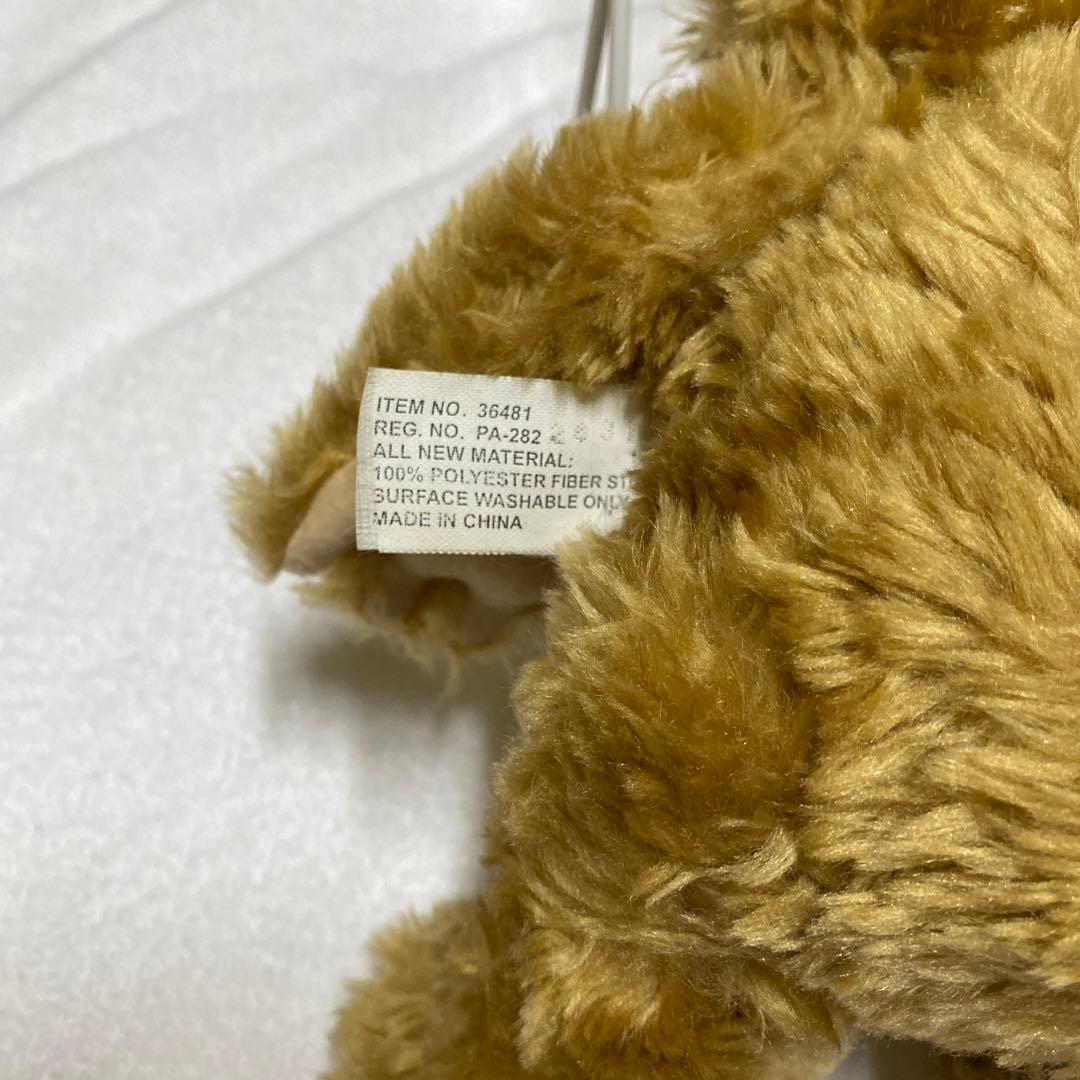 ITEM NO. 36481
REG. NO. PA-282 243
ALL NEW MATERIAL:
100% POLYESTER FIBER
SURFACE WASHABLE ONLY
MADE IN CHINA